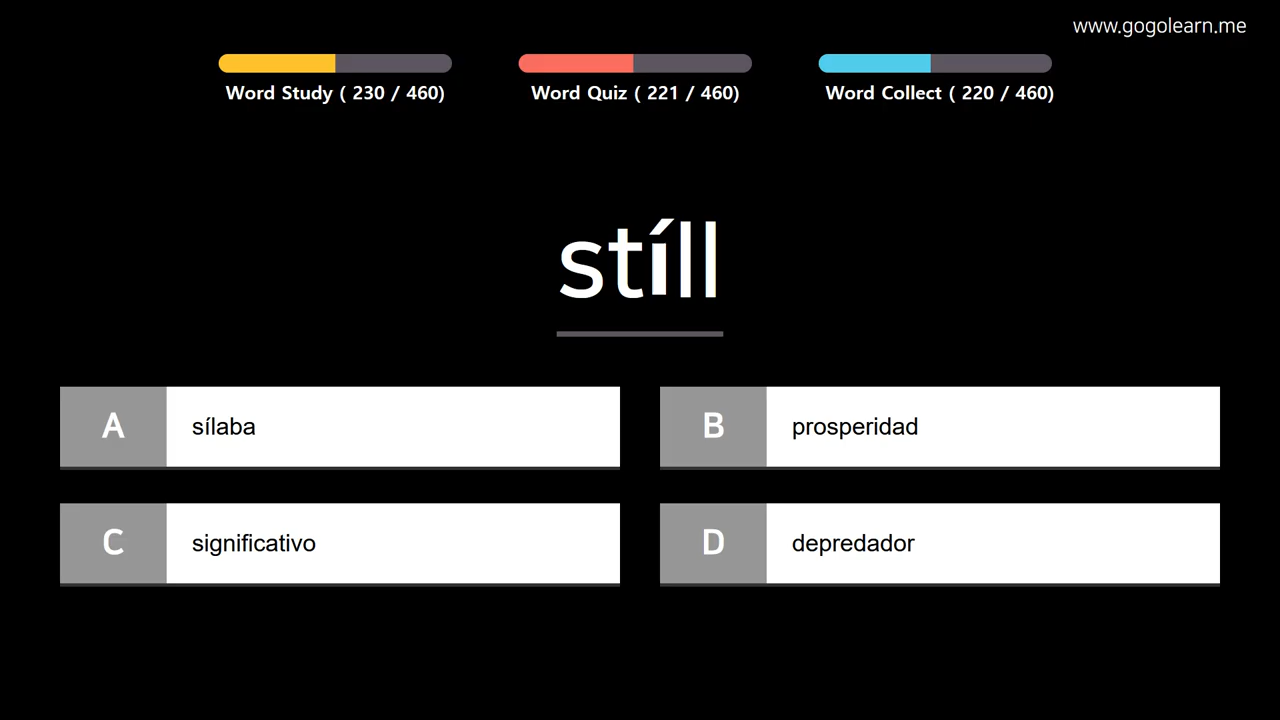 www.gogolearn.me
Word Study ( 230 / 460)
Word Quiz ( 221 / 460)
Word Collect ( 220 / 460)
stíll
A sílaba
B prosperidad
C significativo
D depredador